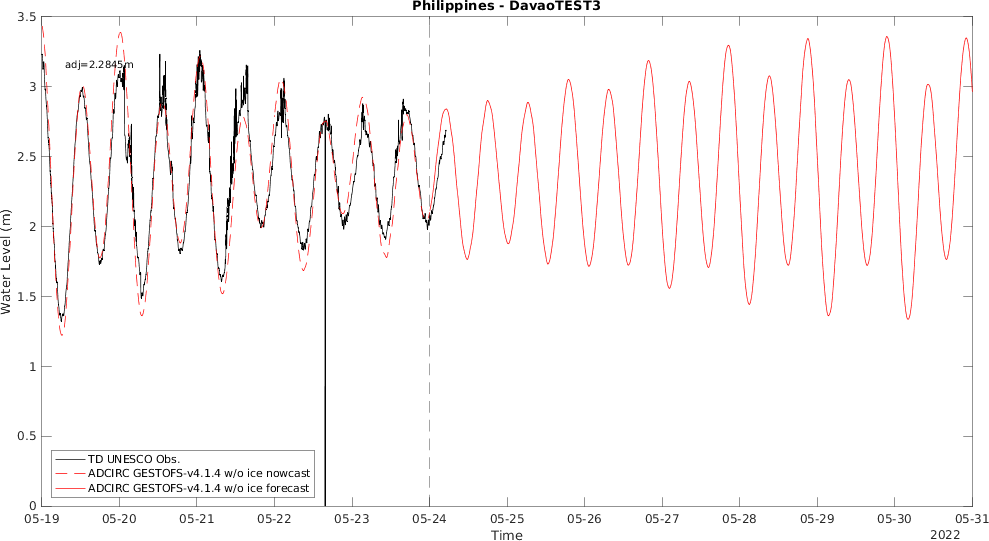 Philippines - DavaoTEST3
3.5
adj=2.2845m
3
2.5
2
1.5
1
0.5
0
Water Level (m)
TD UNESCO Obs.
ADCIRC GESTOFS-v4.1.4 w/o ice nowcast
ADCIRC GESTOFS-v4.1.4 w/o ice forecast
05-19 05-20 05-21 05-22 05-23 05-24 05-25 05-26 05-27 05-28 05-29 05-30 05-31
Time
2022